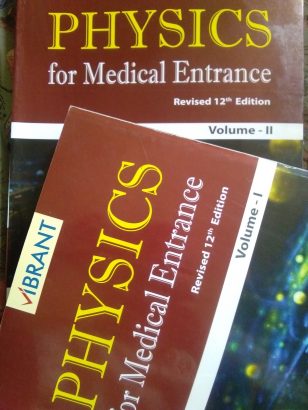 PHYSICS
for Medical Entrance
Revised 12th Edition
Volume - II
VIBRANT
PHYSICS
for Medical Entrance
Revised 12th Edition
Volume - I